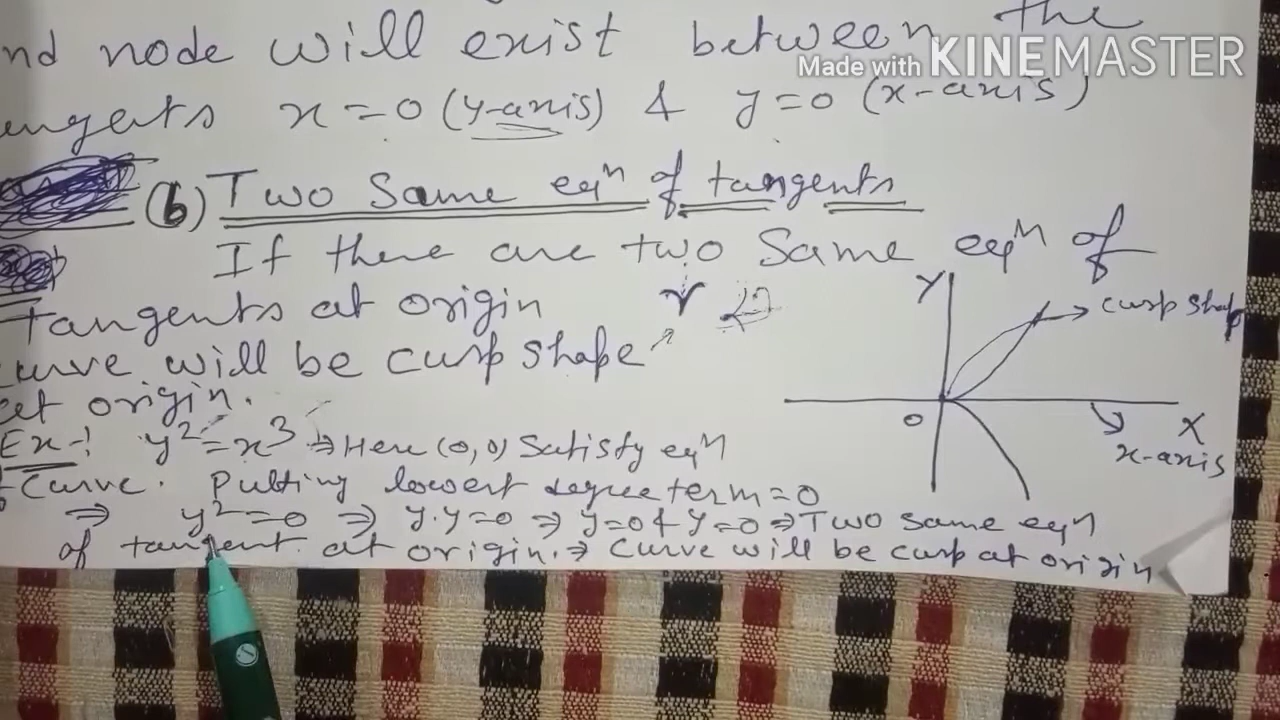 nd node will exist between the
Made with KINEMASTER
engents x=0 (y-axis) & y=0 (x-axis)
(b) Two Same eqn of tangents
If there are two Same eqn of
Tangents at origin
Curve will be cusp shape
at origin.
Ex-! y²=x³ ⇒ Here (0,0) Satisfy eqn
of Curve. Putting lowest degree term=0
⇒ y²=0 ⇒ y.y=0 ⇒ y=0 & y=0 ⇒ Two same eqn
of tangent at origin. ⇒ Curve will be cusp at origin
Y
cusp shap
O
X
x-axis